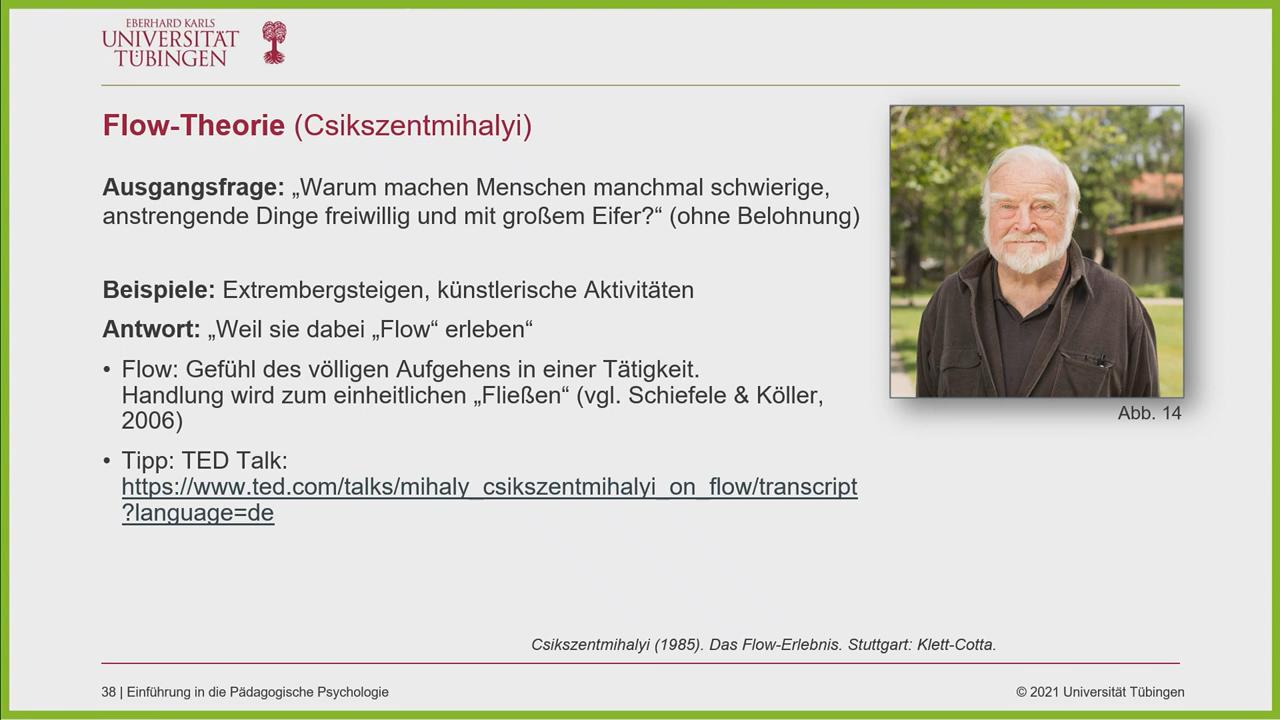 EBERHARD KARLS
UNIVERSITÄT
TÜBINGEN
Flow-Theorie (Csikszentmihalyi)
Ausgangsfrage: „Warum machen Menschen manchmal schwierige,
anstrengende Dinge freiwillig und mit großem Eifer?“ (ohne Belohnung)
Beispiele: Extrembergsteigen, künstlerische Aktivitäten
Antwort: „Weil sie dabei „Flow“ erleben“
• Flow: Gefühl des völligen Aufgehens in einer Tätigkeit.
Handlung wird zum einheitlichen „Fließen“ (vgl. Schiefele & Köller,
2006)
• Tipp: TED Talk:
https://www.ted.com/talks/mihaly_csikszentmihalyi_on_flow/transcript
?language=de
Abb. 14
Csikszentmihalyi (1985). Das Flow-Erlebnis. Stuttgart: Klett-Cotta.
38 | Einführung in die Pädagogische Psychologie
© 2021 Universität Tübingen